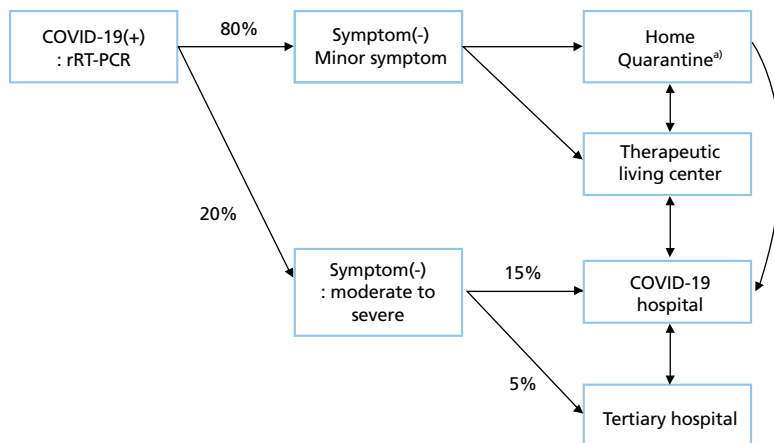 COVID-19(+)
: rRT-PCR
80%
Symptom(-)
Minor symptom
Home
Quarantineᵃ⁾
Therapeutic
living center
20%
Symptom(-)
: moderate to
severe
15%
COVID-19
hospital
5%
Tertiary hospital